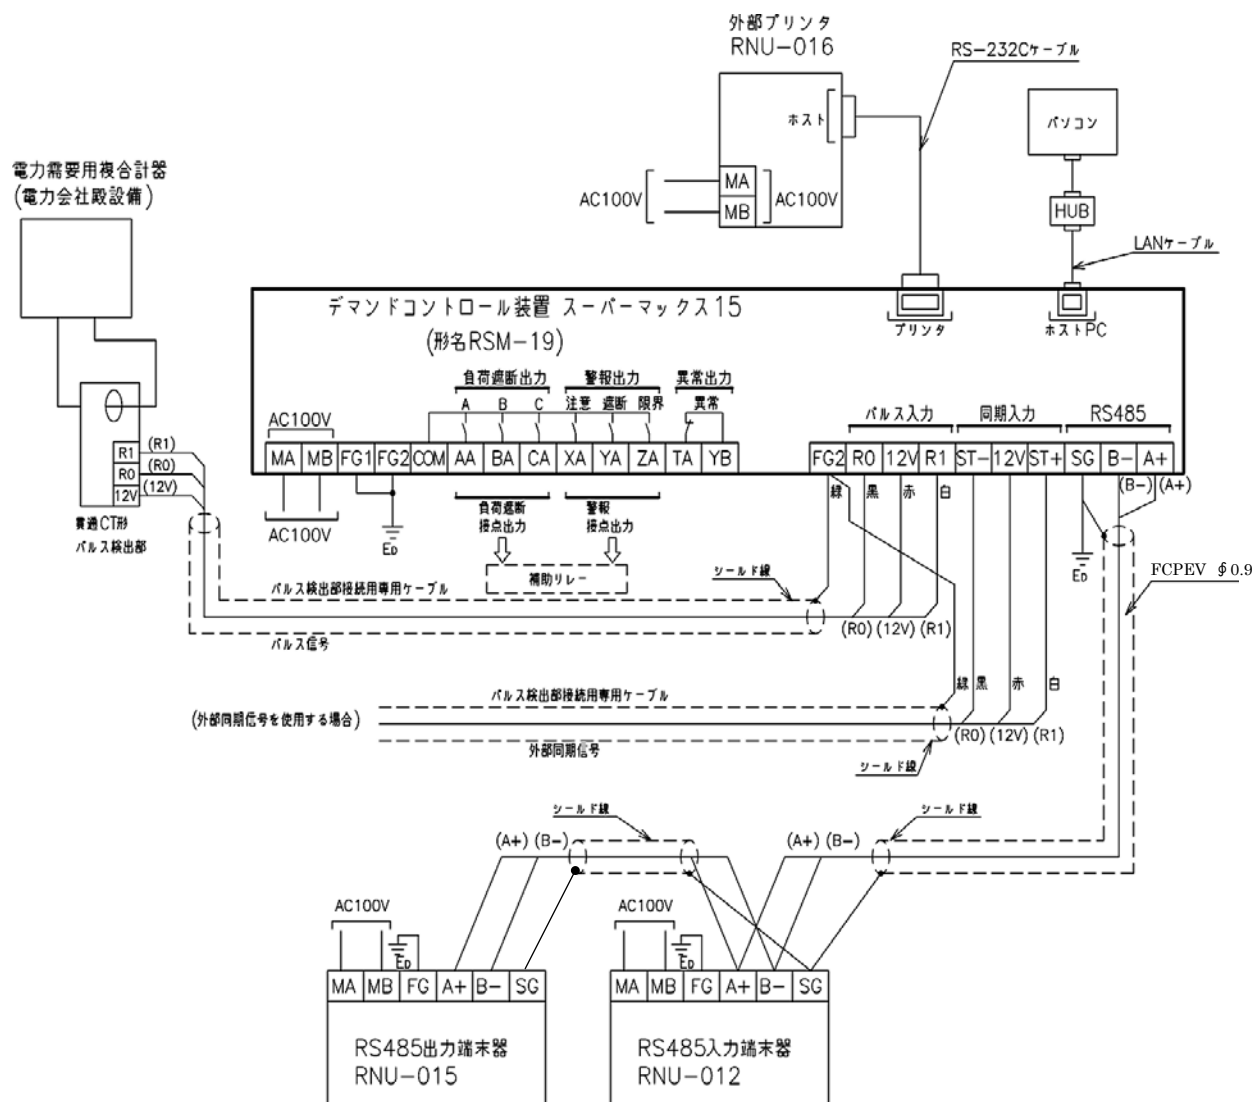 外部プリンタ
RNU-016
RS-232Cケーブル
ホスト
パソコン
MA
MB
AC100V
AC100V
HUB
LANケーブル
電力需要用複合計器
(電力会社殿設備)
デマンドコントロール装置 スーパーマックス15
(形名RSM-19)
プリンタ
ホストPC
負荷遮断出力
警報出力
異常出力
A
B
C
注意
遮断
限界
異常
パルス入力
同期入力
RS485
AC100V
MA
MB
FG1
FG2
COM
AA
BA
CA
XA
YA
ZA
TA
YB
FG2
R0
12V
R1
ST-
12V
ST+
SG
B-
A+
R1
R0
12V
(R1)
(R0)
(12V)
貫通CT形
パルス検出部
AC100V
ED
負荷遮断
接点出力
警報
接点出力
補助リレー
緑
黒
赤
白
(B-)
(A+)
ED
FCPEV φ0.9
シールド線
パルス検出部接続用専用ケーブル
パルス信号
(R0)
(12V)
(R1)
緑
黒
赤
白
パルス検出部接続用専用ケーブル
(外部同期信号を使用する場合)
外部同期信号
(R0)
(12V)
(R1)
シールド線
シールド線
シールド線
(A+)
(B-)
(A+)
(B-)
AC100V
ED
MA
MB
FG
A+
B-
SG
RS485出力端末器
RNU-015
AC100V
ED
MA
MB
FG
A+
B-
SG
RS485入力端末器
RNU-012